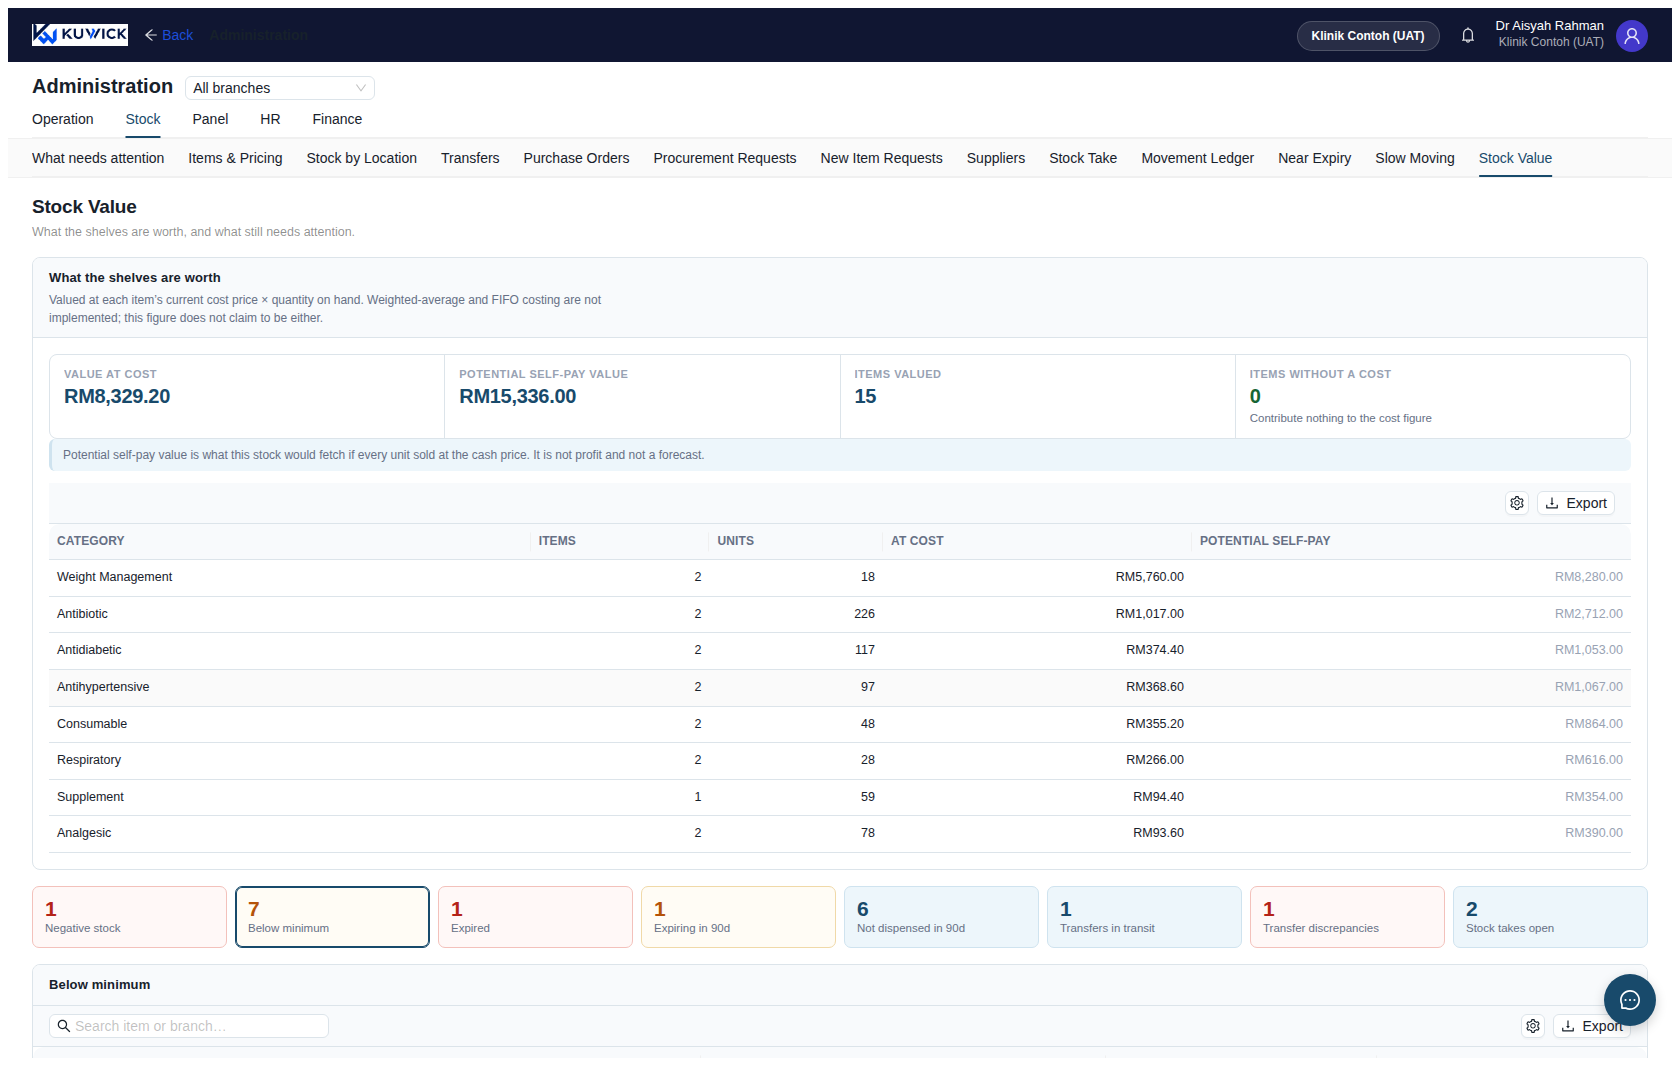 KUWICK
Back
Administration
Klinik Contoh (UAT)
Dr Aisyah Rahman
Klinik Contoh (UAT)
Administration
All branches
Operation Stock Panel HR Finance
What needs attention Items & Pricing Stock by Location Transfers Purchase Orders Procurement Requests New Item Requests Suppliers Stock Take Movement Ledger Near Expiry Slow Moving Stock Value
Stock Value
What the shelves are worth, and what still needs attention.
What the shelves are worth
Valued at each item's current cost price × quantity on hand. Weighted-average and FIFO costing are not
implemented; this figure does not claim to be either.
VALUE AT COST
RM8,329.20
POTENTIAL SELF-PAY VALUE
RM15,336.00
ITEMS VALUED
15
ITEMS WITHOUT A COST
0
Contribute nothing to the cost figure
Potential self-pay value is what this stock would fetch if every unit sold at the cash price. It is not profit and not a forecast.
Export
CATEGORY ITEMS UNITS AT COST POTENTIAL SELF-PAY
Weight Management 2 18 RM5,760.00 RM8,280.00
Antibiotic 2 226 RM1,017.00 RM2,712.00
Antidiabetic 2 117 RM374.40 RM1,053.00
Antihypertensive 2 97 RM368.60 RM1,067.00
Consumable 2 48 RM355.20 RM864.00
Respiratory 2 28 RM266.00 RM616.00
Supplement 1 59 RM94.40 RM354.00
Analgesic 2 78 RM93.60 RM390.00
1
Negative stock
7
Below minimum
1
Expired
1
Expiring in 90d
6
Not dispensed in 90d
1
Transfers in transit
1
Transfer discrepancies
2
Stock takes open
Below minimum
Search item or branch…
Export